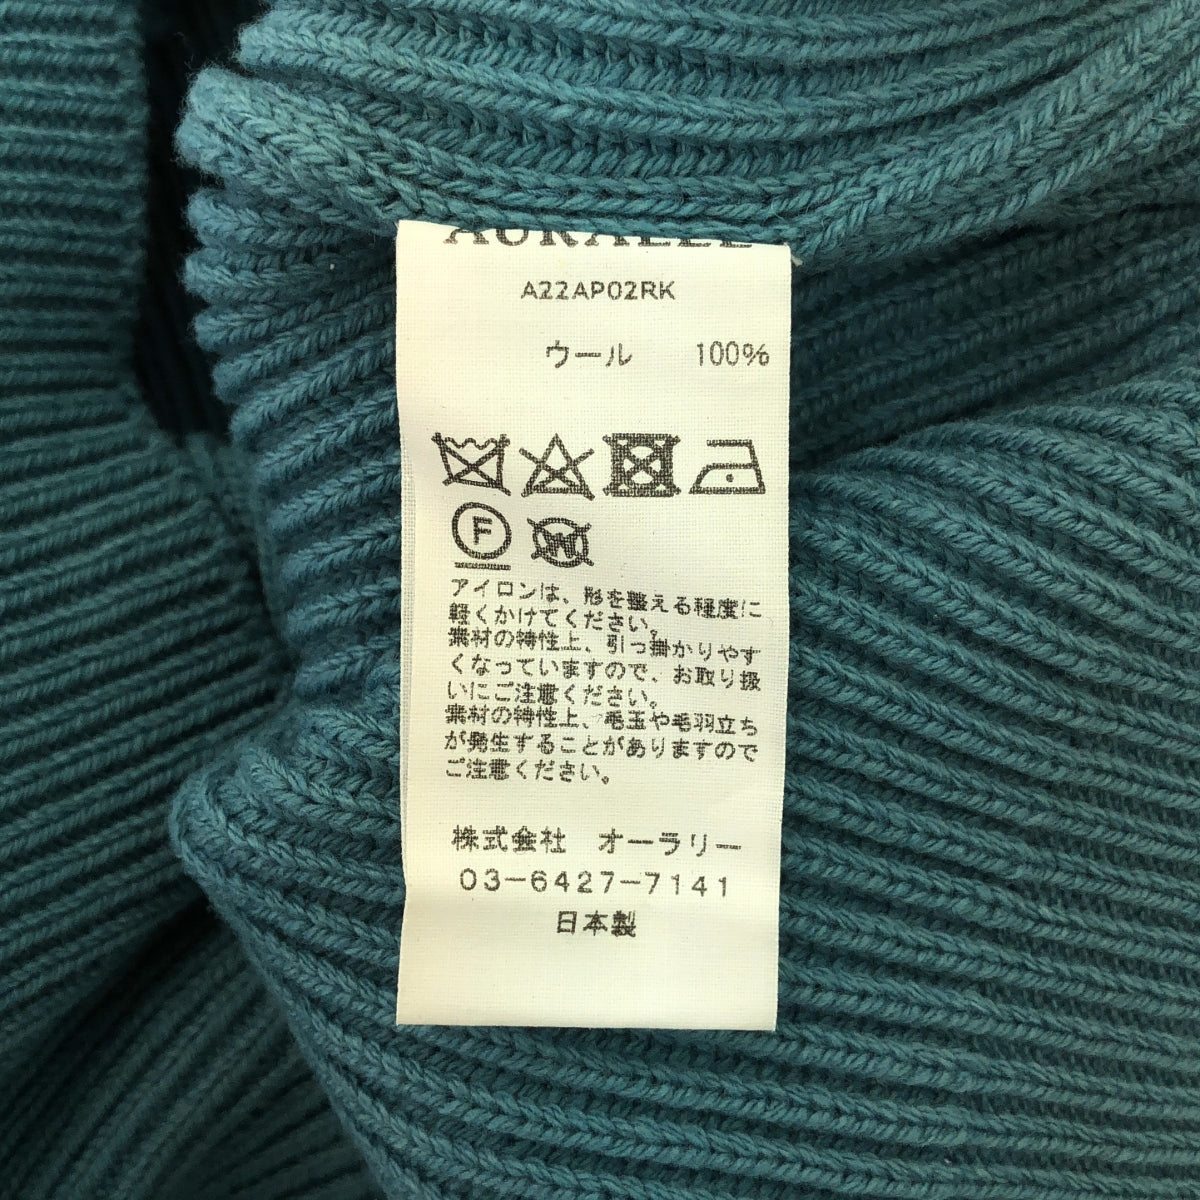 AURALEE
A22AP02RK
ウール 100%
F
W
アイロンは、形を整える程度に
軽くかけてください。
素材の特性上、引っ掛かりやす
くなっていますので、お取り扱
いにご注意ください。
素材の特性上、毛玉や毛羽立ち
が発生することがありますので
ご注意ください。
株式会社 オーラリー
03-6427-7141
日本製